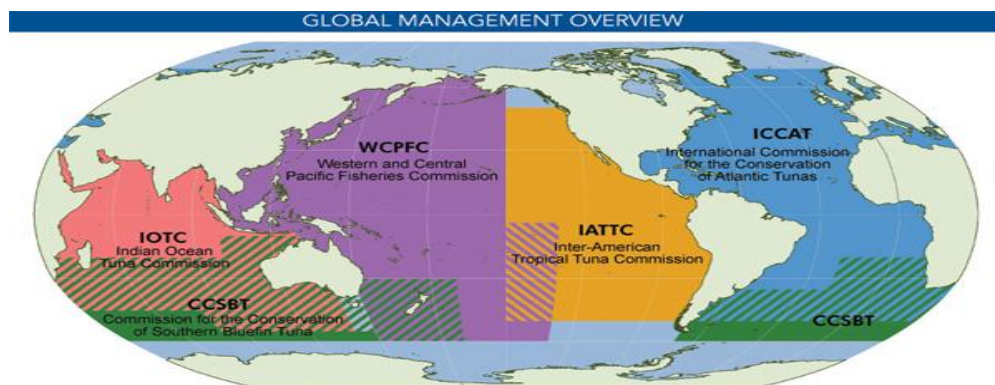 GLOBAL MANAGEMENT OVERVIEW
WCPFC
Western and Central
Pacific Fisheries Commission
ICCAT
International Commission
for the Conservation
of Atlantic Tunas
IOTC
Indian Ocean
Tuna Commission
IATTC
Inter-American
Tropical Tuna Commission
CCSBT
Commission for the Conservation
of Southern Bluefin Tuna
CCSBT